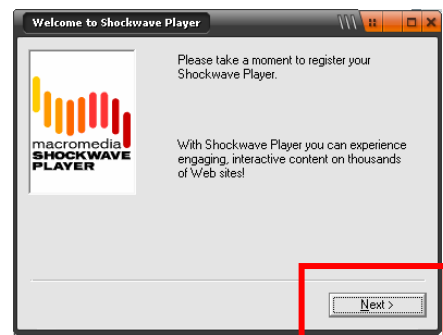 Welcome to Shockwave Player
Please take a moment to register your
Shockwave Player.
macromedia
SHOCKWAVE
PLAYER
With Shockwave Player you can experience
engaging, interactive content on thousands
of Web sites!
Next >